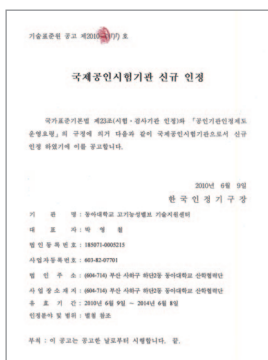 기술표준원 공고 제2010- 호
국제공인시험기관 신규 인정
국가표준기본법 제23조(시험·검사기관 인정)와 「공인기관인정제도
운영요령」의 규정에 의거 다음과 같이 국제공인시험기관으로서 신규
인정 하였기에 이를 공고합니다.
2010년 6월 9일
한국인정기구장
기 관 명 : 동아대학교 고기능성밸브 기술지원센터
대 표 자 : 박 영 철
법인등록번호 : 183071-0005213
사업자등록번호 : 603-82-07701
법 인 주 소 : (604-714) 부산 사하구 하단2동 동아대학교 산학협력단
사업장소재지 : (604-714) 부산 사하구 하단2동 동아대학교 산학협력단
유 효 기 간 : 2010년 6월 9일 ~ 2014년 6월 8일
인정분야 및 범위 : 별첨 참조
부칙 : 이 공고는 공고한 날로부터 시행합니다. 끝.